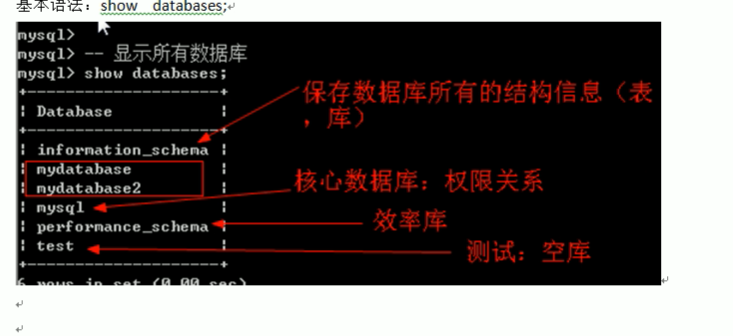 基本语法：show databases;
mysql>
mysql> -- 显示所有数据库
mysql> show databases;
+--------------------+
| Database           |
+--------------------+
| information_schema |
| mydatabase         |
| mydatabase2        |
| mysql              |
| performance_schema |
| test               |
+--------------------+
6 rows in set (0.00 sec)
保存数据库所有的结构信息（表
，库）
核心数据库：权限关系
效率库
测试：空库